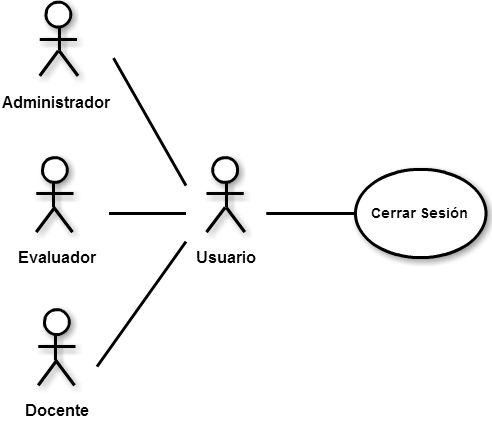 Administrador
Evaluador
Usuario
Cerrar Sesión
Docente